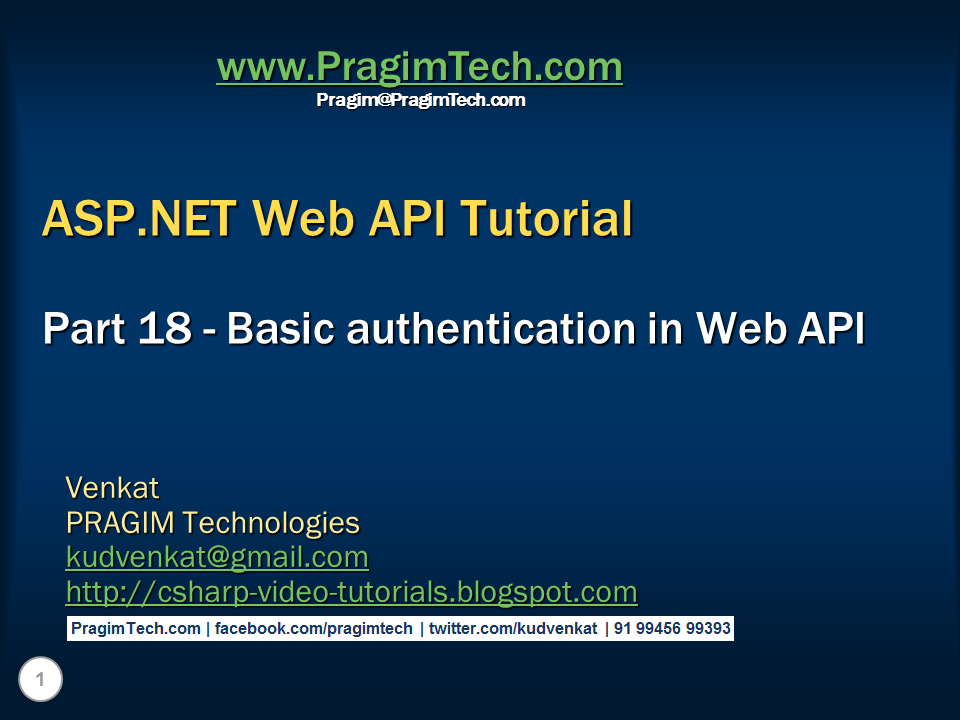 www.PragimTech.com
Pragim@PragimTech.com
ASP.NET Web API Tutorial
Part 18 - Basic authentication in Web API
Venkat
PRAGIM Technologies
kudvenkat@gmail.com
http://csharp-video-tutorials.blogspot.com
PragimTech.com | facebook.com/pragimtech | twitter.com/kudvenkat | 91 99456 99393
1